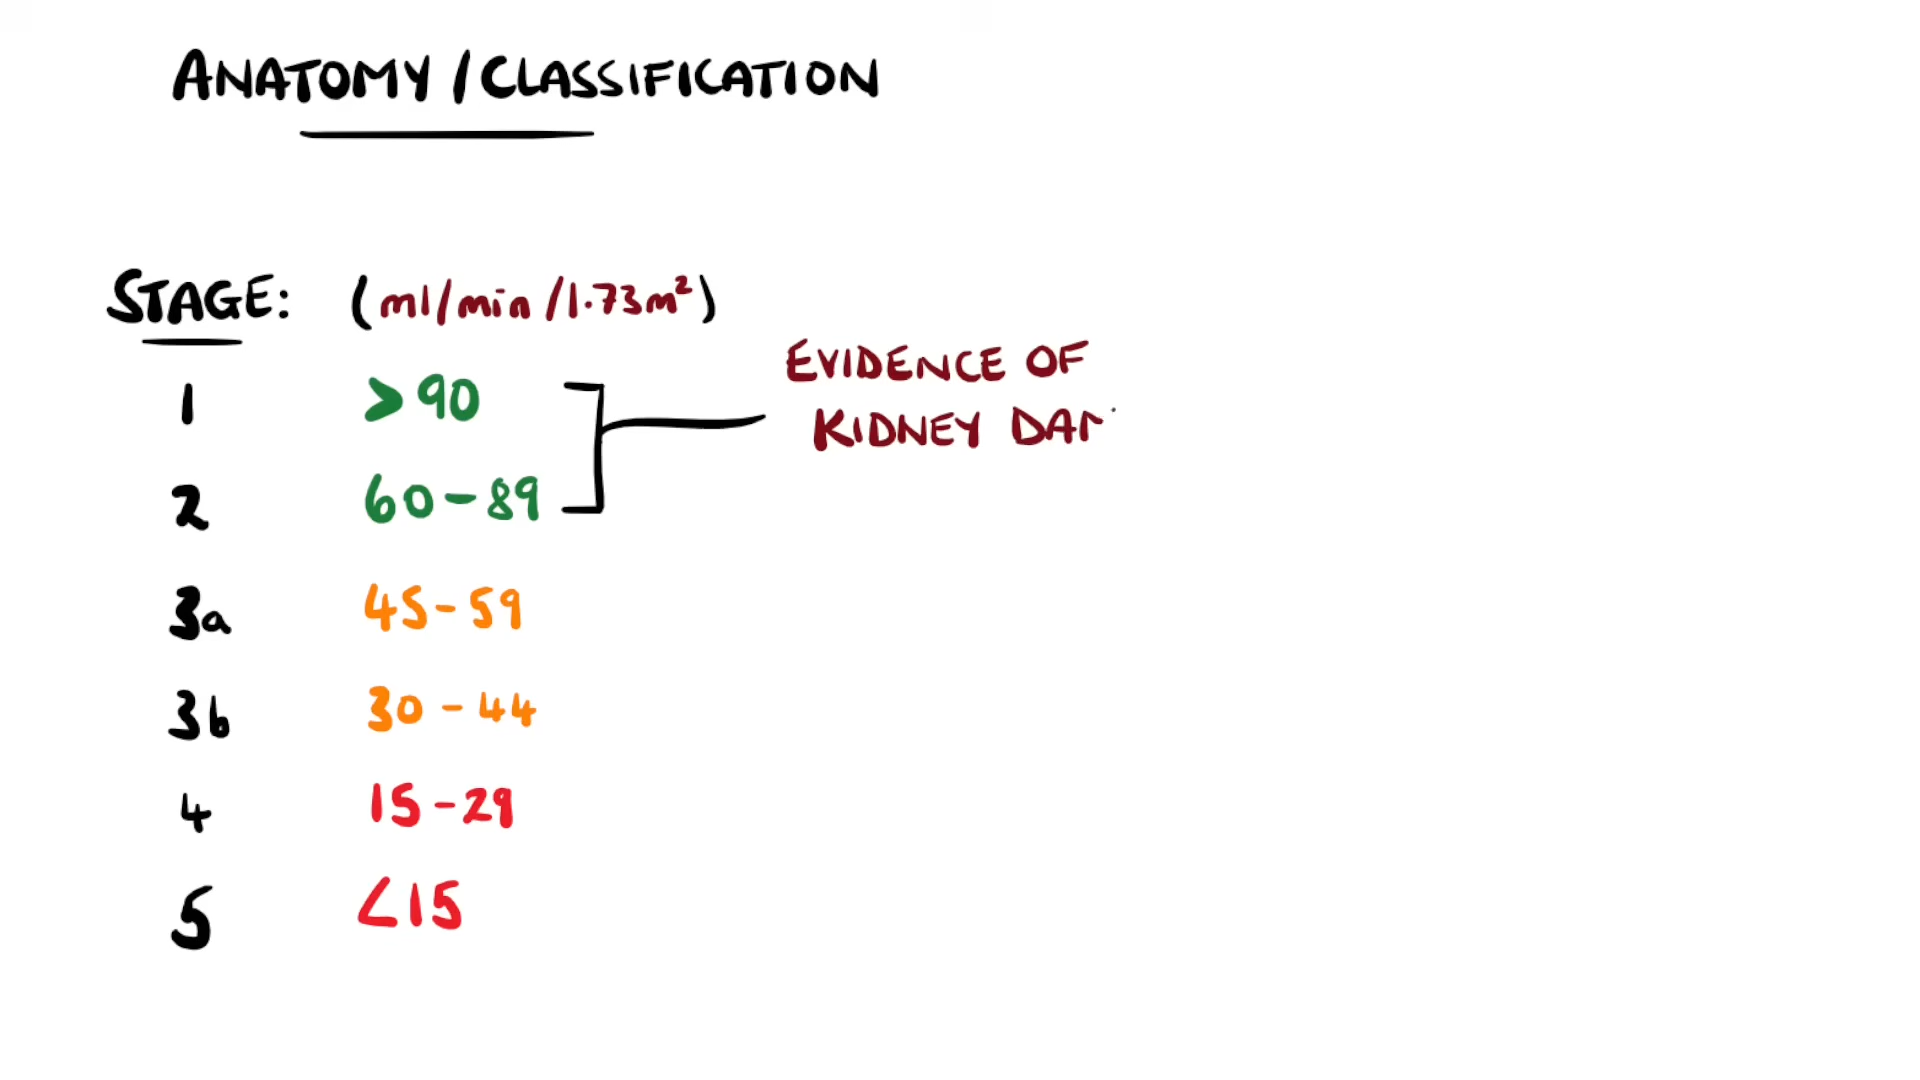 ANATOMY / CLASSIFICATION
STAGE: (ml/min/1.73m²)
1 >90
2 60-89
EVIDENCE OF
KIDNEY
3a 45-59
3b 30-44
4 15-29
5 <15